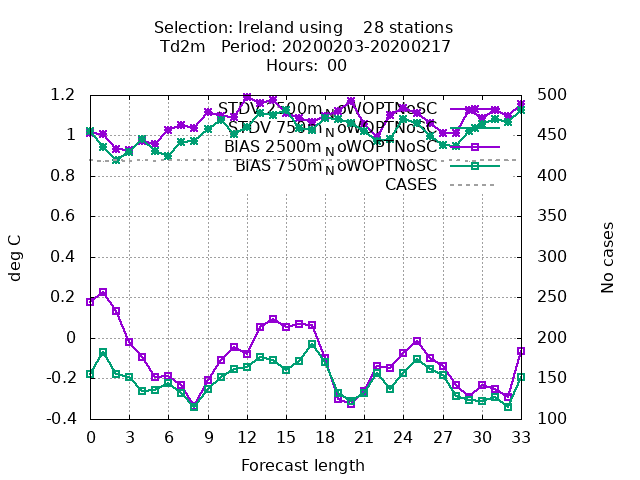 Selection: Ireland using    28 stations
Td2m   Period: 20200203-20200217
Hours:  00
1.2
1
0.8
0.6
0.4
0.2
0
-0.2
-0.4
500
450
400
350
300
250
200
150
100
STDV 2500m_NoWOPTNoSC
STDV 750m_NoWOPTNoSC
BIAS 2500m_NoWOPTNoSC
BIAS 750m_NoWOPTNoSC
CASES
deg C
No cases
0 3 6 9 12 15 18 21 24 27 30 33
Forecast length